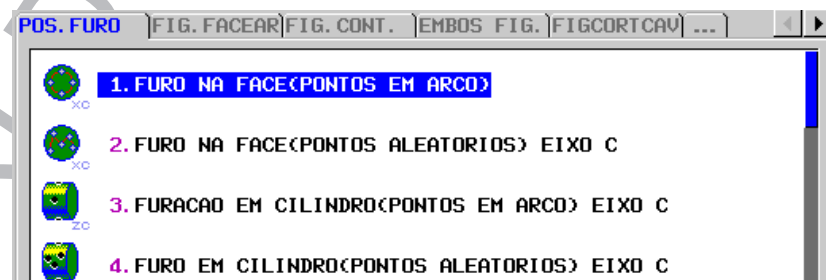 POS. FURO FIG. FACEAR FIG. CONT. EMBOS FIG. FIGCORTCAV ...
1. FURO NA FACE(PONTOS EM ARCO)
XC
2. FURO NA FACE(PONTOS ALEATORIOS) EIXO C
XC
3. FURACAO EM CILINDRO(PONTOS EM ARCO) EIXO C
ZC
4. FURO EM CILINDRO(PONTOS ALEATORIOS) EIXO C